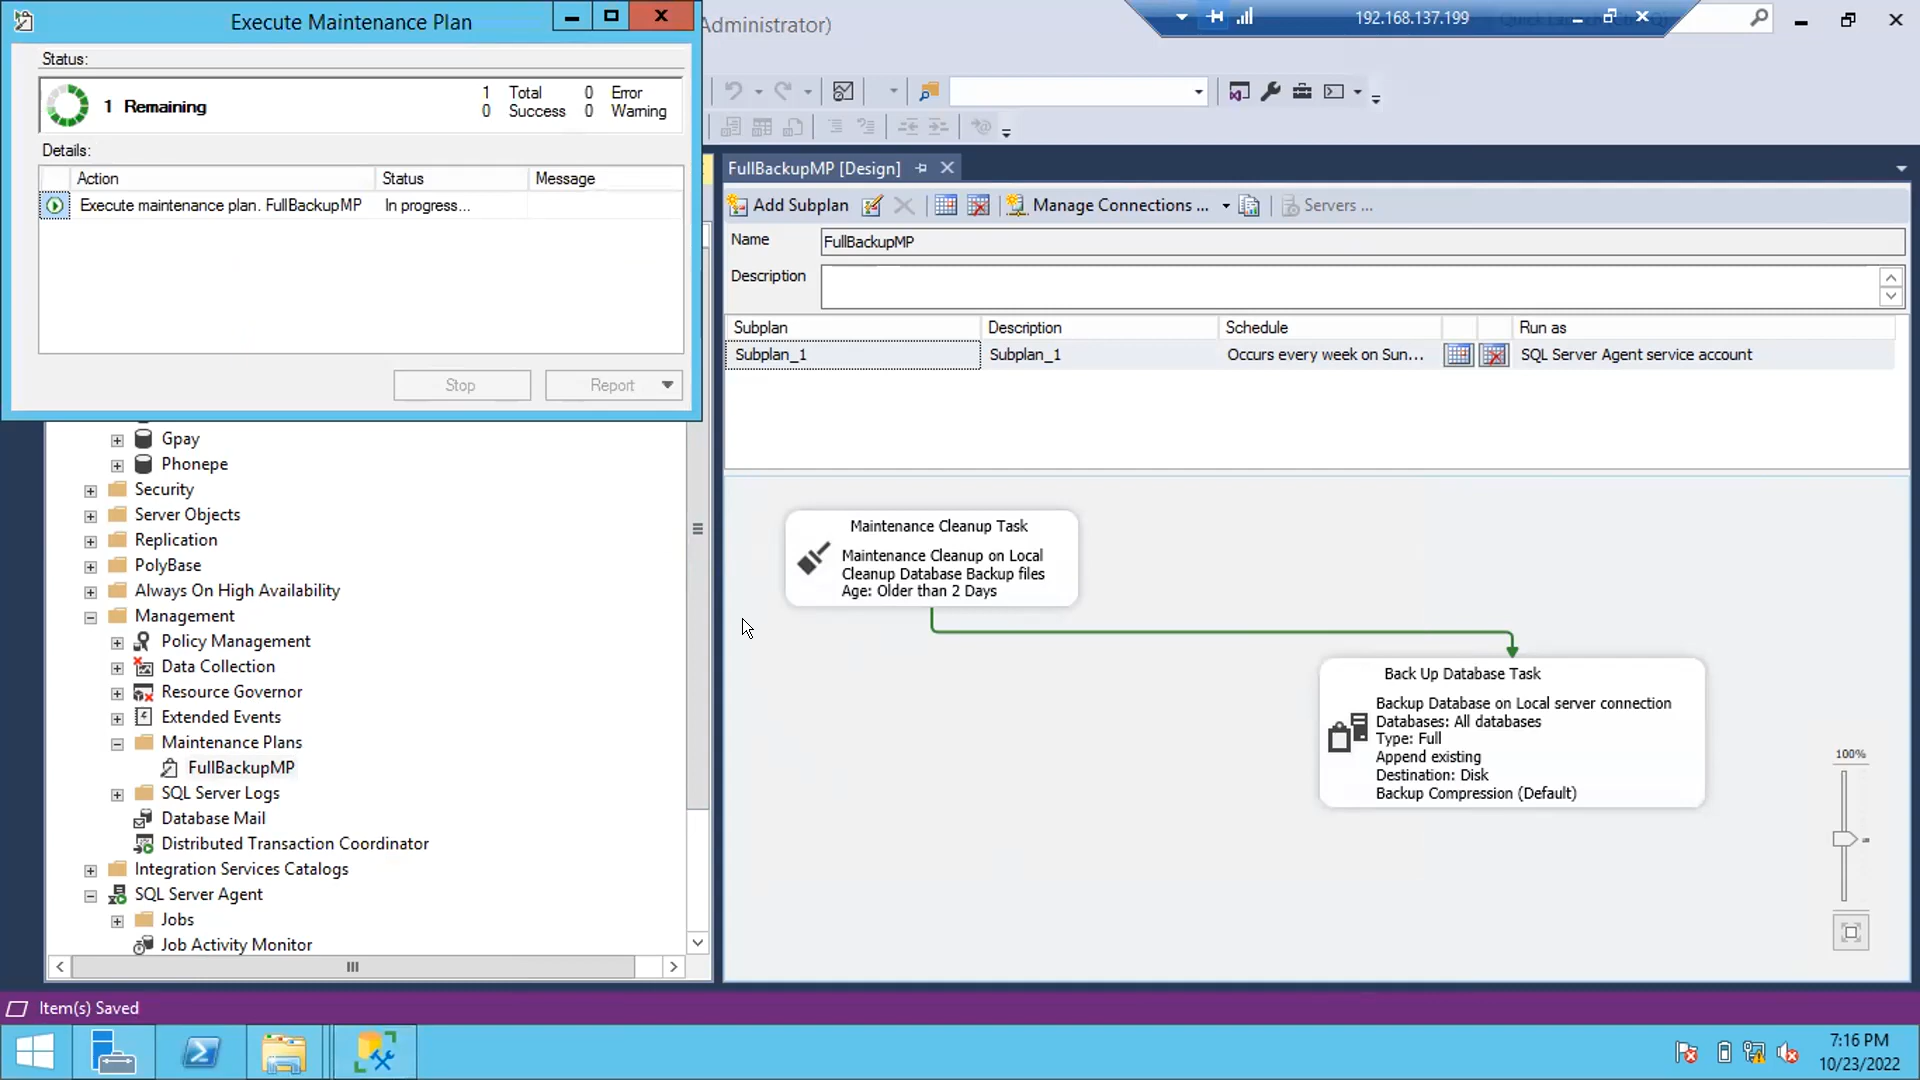 Execute Maintenance Plan
Administrator)
192.168.137.199
Status:
1 Remaining
1 Total 0 Error
0 Success 0 Warning
Details:
Action Status Message
Execute maintenance plan. FullBackupMP In progress...
Stop Report
FullBackupMP [Design]
Add Subplan Manage Connections ... Servers ...
Name FullBackupMP
Description
Subplan Description Schedule Run as
Subplan_1 Subplan_1 Occurs every week on Sun... SQL Server Agent service account
Gpay
Phonepe
Security
Server Objects
Replication
PolyBase
Always On High Availability
Management
Policy Management
Data Collection
Resource Governor
Extended Events
Maintenance Plans
FullBackupMP
SQL Server Logs
Database Mail
Distributed Transaction Coordinator
Integration Services Catalogs
SQL Server Agent
Jobs
Job Activity Monitor
Maintenance Cleanup Task
Maintenance Cleanup on Local
Cleanup Database Backup files
Age: Older than 2 Days
Back Up Database Task
Backup Database on Local server connection
Databases: All databases
Type: Full
Append existing
Destination: Disk
Backup Compression (Default)
100%
Item(s) Saved
7:16 PM
10/23/2022